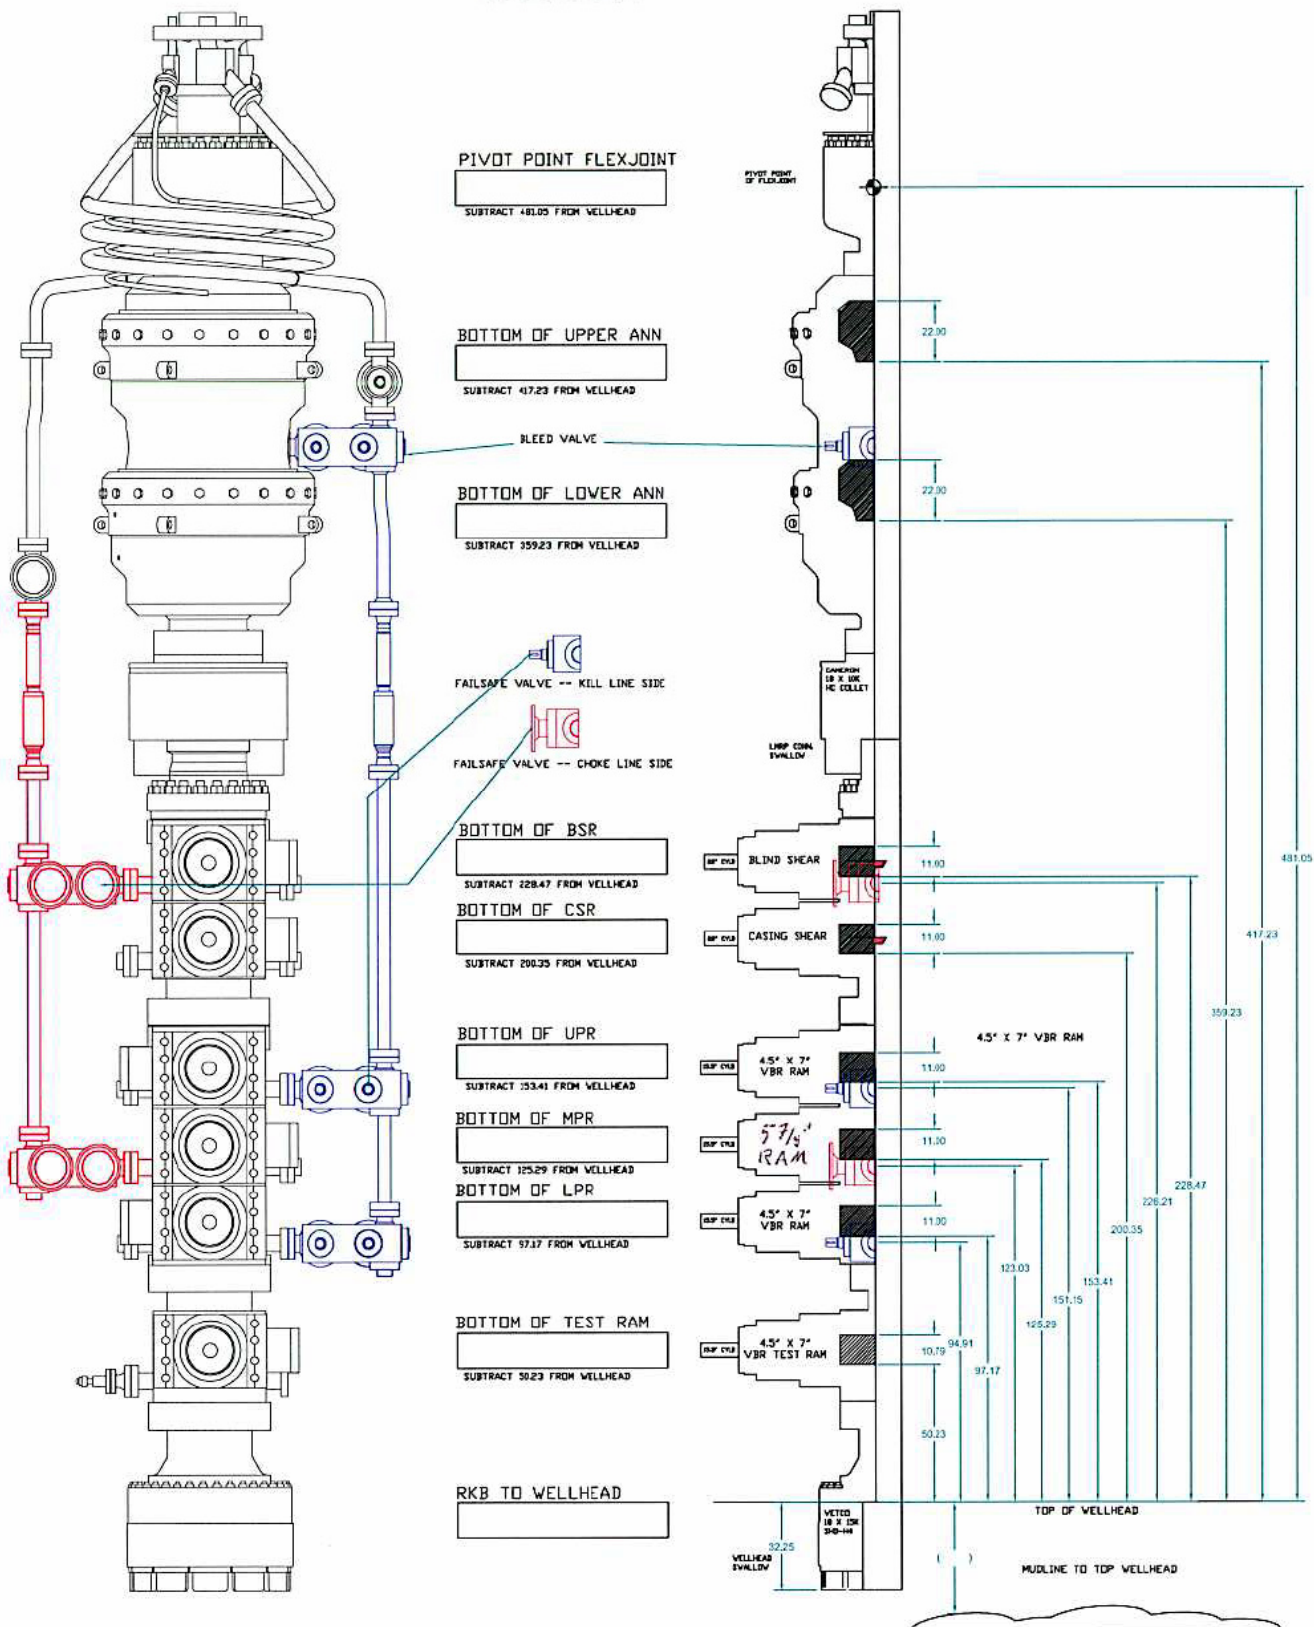 PIVOT POINT FLEXJOINT
SUBTRACT 481.05 FROM WELLHEAD
BOTTOM OF UPPER ANN
SUBTRACT 417.23 FROM WELLHEAD
BLEED VALVE
BOTTOM OF LOWER ANN
SUBTRACT 359.23 FROM WELLHEAD
FAILSAFE VALVE -- KILL LINE SIDE
FAILSAFE VALVE -- CHOKE LINE SIDE
BOTTOM OF BSR
SUBTRACT 228.47 FROM WELLHEAD
BOTTOM OF CSR
SUBTRACT 200.35 FROM WELLHEAD
BOTTOM OF UPR
SUBTRACT 153.41 FROM WELLHEAD
BOTTOM OF MPR
SUBTRACT 125.29 FROM WELLHEAD
BOTTOM OF LPR
SUBTRACT 97.17 FROM WELLHEAD
BOTTOM OF TEST RAM
SUBTRACT 50.23 FROM WELLHEAD
RKB TO WELLHEAD
PIVOT POINT
OF FLEXJOINT
22.00
22.00
CAMERON
18 X 10K
HC COLLET
LMRP CONN.
SWALLOW
BLIND SHEAR
11.00
CASING SHEAR
11.00
4.5" X 7"
VBR RAM
11.00
4.5" X 7" VBR RAM
5 7/8"
RAM
11.00
4.5" X 7"
VBR RAM
11.00
4.5" X 7"
VBR TEST RAM
10.79
50.23
94.91
97.17
123.03
125.29
151.15
153.41
200.35
226.21
228.47
359.23
417.23
481.05
TOP OF WELLHEAD
VETCO
18 X 15K
SHD-H4
32.25
WELLHEAD
SWALLOW
( )
MUDLINE TO TOP WELLHEAD